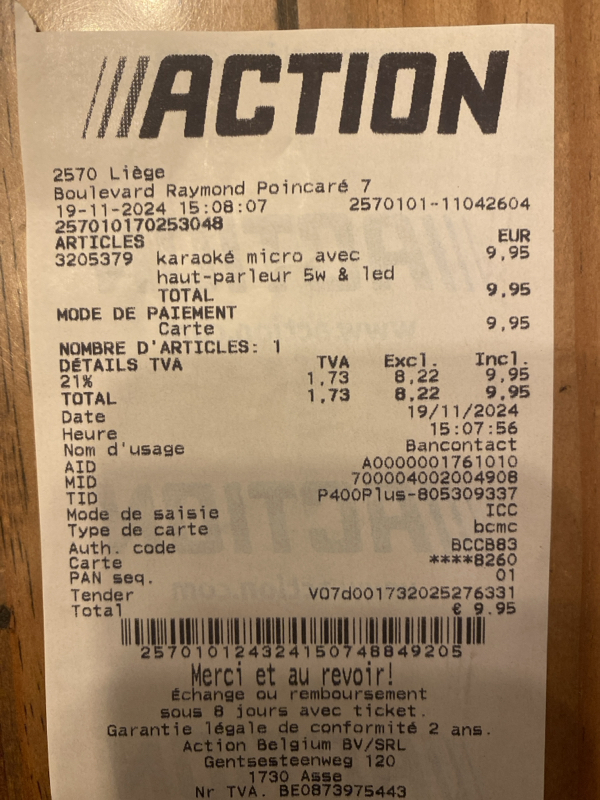 ACTION
2570 Liège
Boulevard Raymond Poincaré 7
19-11-2024 15:08:07 2570101-11042604
257010170253048
ARTICLES EUR
3205379 karaoké micro avec 9,95
haut-parleur 5w & led
TOTAL 9,95
MODE DE PAIEMENT
Carte 9,95
NOMBRE D'ARTICLES: 1
DÉTAILS TVA TVA Excl. Incl.
21% 1,73 8,22 9,95
TOTAL 1,73 8,22 9,95
Date 19/11/2024
Heure 15:07:56
Nom d'usage Bancontact
AID A0000001761010
MID 700004002004908
TID P400Plus-805309337
Mode de saisie ICC
Type de carte bcmc
Auth. code BCCB83
Carte ****8260
PAN seq. 01
Tender V07d001732025276331
Total € 9.95
257010124324150748849205
Merci et au revoir!
Échange ou remboursement
sous 8 jours avec ticket.
Garantie légale de conformité 2 ans.
Action Belgium BV/SRL
Gentsesteenweg 120
1730 Asse
Nr TVA. BE0873975443